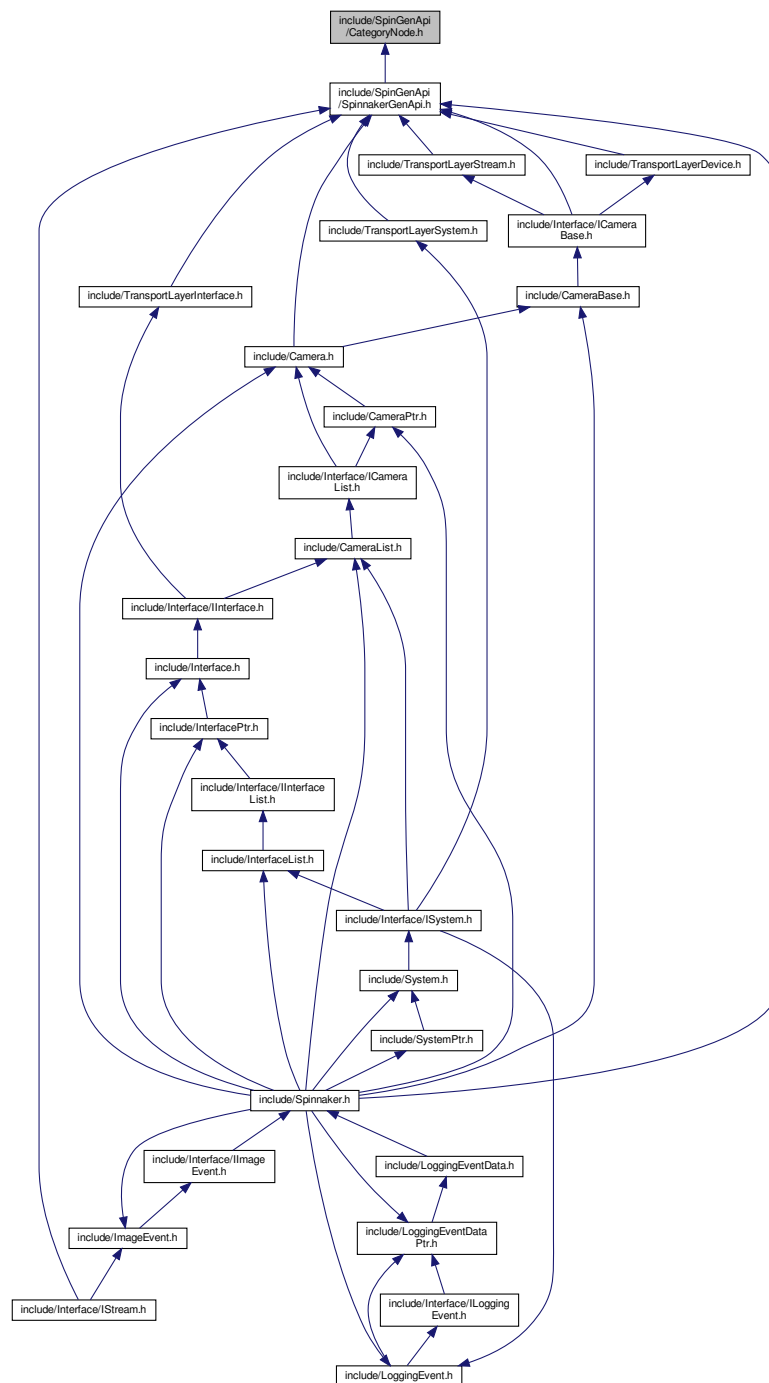 include/SpinGenApi
/CategoryNode.h
include/SpinGenApi
/SpinnakerGenApi.h
include/TransportLayerStream.h
include/TransportLayerDevice.h
include/Interface/ICamera
Base.h
include/TransportLayerSystem.h
include/TransportLayerInterface.h
include/CameraBase.h
include/Camera.h
include/CameraPtr.h
include/Interface/ICamera
List.h
include/CameraList.h
include/Interface/IInterface.h
include/Interface.h
include/InterfacePtr.h
include/Interface/IInterface
List.h
include/InterfaceList.h
include/Interface/ISystem.h
include/System.h
include/SystemPtr.h
include/Spinnaker.h
include/Interface/IImage
Event.h
include/LoggingEventData.h
include/ImageEvent.h
include/LoggingEventData
Ptr.h
include/Interface/IStream.h
include/Interface/ILogging
Event.h
include/LoggingEvent.h